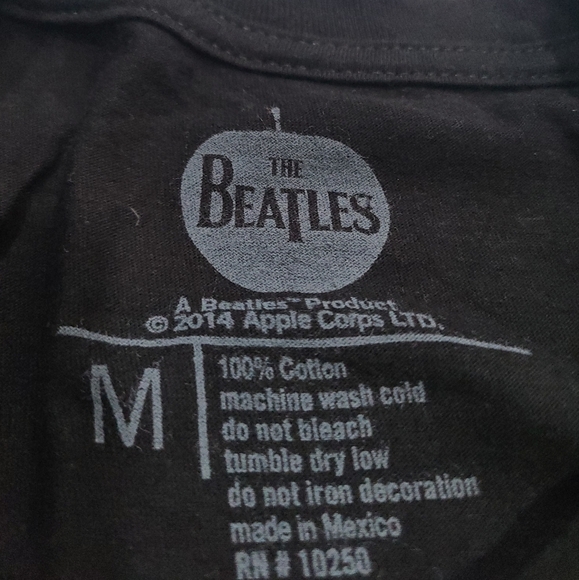 THE
BEATLES
A Beatles™ Product
© 2014 Apple Corps LTD.
M
100% Cotton
machine wash cold
do not bleach
tumble dry low
do not iron decoration
made in Mexico
RN # 10250